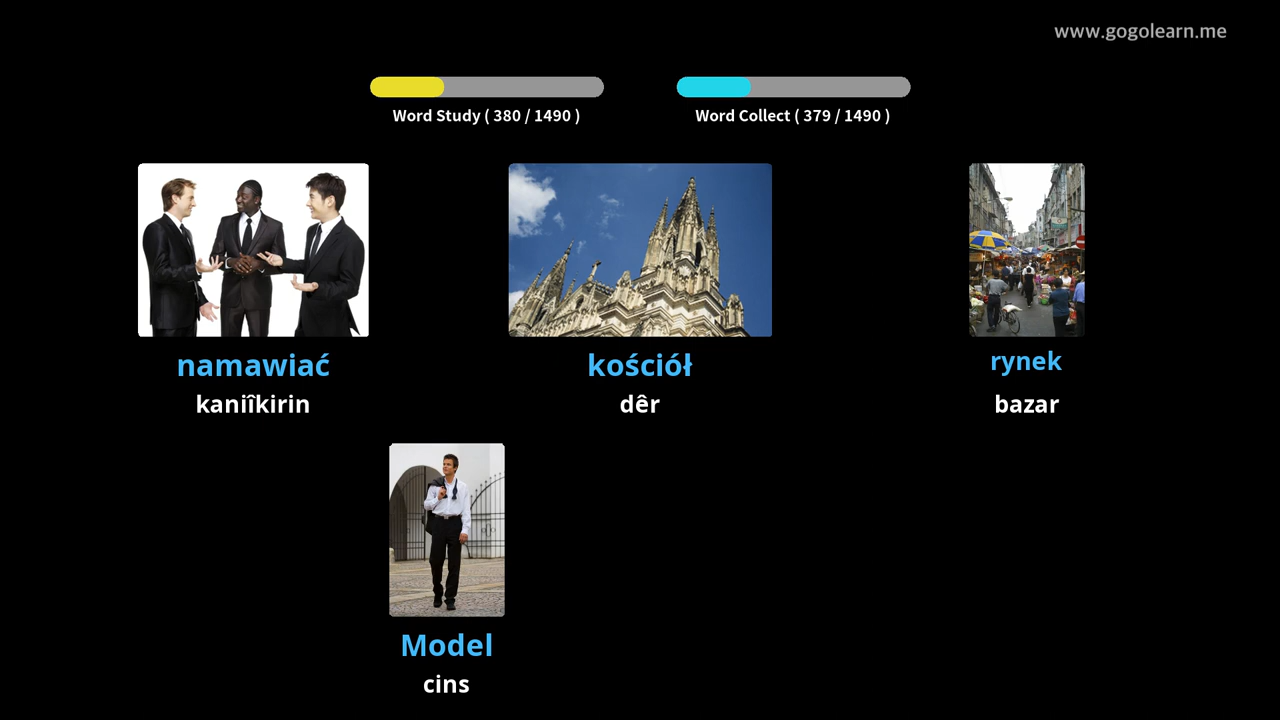 www.gogolearn.me
Word Study ( 380 / 1490 )
Word Collect ( 379 / 1490 )
namawiać
kaniîkirin
kościół
dêr
rynek
bazar
Model
cins